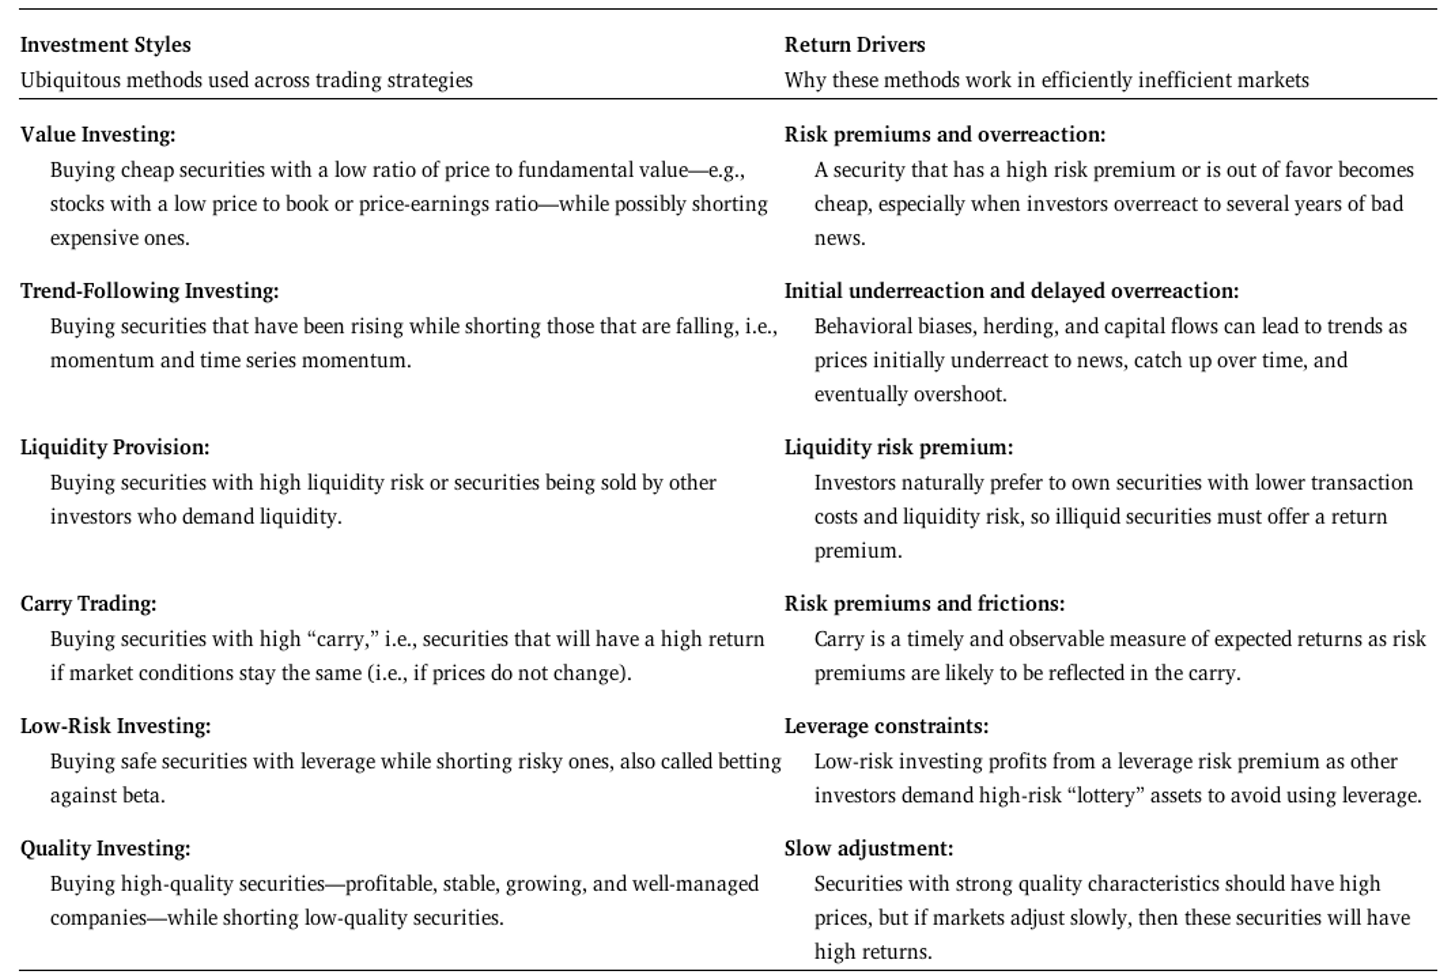 Investment Styles
Ubiquitous methods used across trading strategies
Return Drivers
Why these methods work in efficiently inefficient markets
Value Investing:
Buying cheap securities with a low ratio of price to fundamental value—e.g.,
stocks with a low price to book or price-earnings ratio—while possibly shorting
expensive ones.
Risk premiums and overreaction:
A security that has a high risk premium or is out of favor becomes
cheap, especially when investors overreact to several years of bad
news.
Trend-Following Investing:
Buying securities that have been rising while shorting those that are falling, i.e.,
momentum and time series momentum.
Initial underreaction and delayed overreaction:
Behavioral biases, herding, and capital flows can lead to trends as
prices initially underreact to news, catch up over time, and
eventually overshoot.
Liquidity Provision:
Buying securities with high liquidity risk or securities being sold by other
investors who demand liquidity.
Liquidity risk premium:
Investors naturally prefer to own securities with lower transaction
costs and liquidity risk, so illiquid securities must offer a return
premium.
Carry Trading:
Buying securities with high “carry,” i.e., securities that will have a high return
if market conditions stay the same (i.e., if prices do not change).
Risk premiums and frictions:
Carry is a timely and observable measure of expected returns as risk
premiums are likely to be reflected in the carry.
Low-Risk Investing:
Buying safe securities with leverage while shorting risky ones, also called betting
against beta.
Leverage constraints:
Low-risk investing profits from a leverage risk premium as other
investors demand high-risk “lottery” assets to avoid using leverage.
Quality Investing:
Buying high-quality securities—profitable, stable, growing, and well-managed
companies—while shorting low-quality securities.
Slow adjustment:
Securities with strong quality characteristics should have high
prices, but if markets adjust slowly, then these securities will have
high returns.